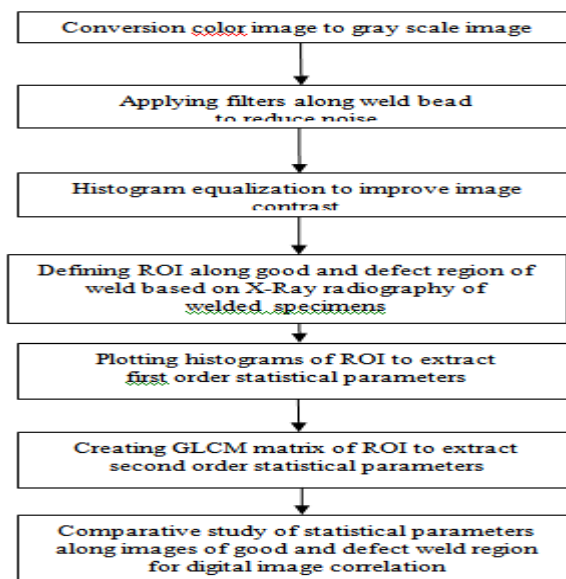 Conversion color image to gray scale image
Applying filters along weld bead
to reduce noise
Histogram equalization to improve image
contrast
Defining ROI along good and defect region of
weld based on X-Ray radiography of
welded specimens
Plotting histograms of ROI to extract
first order statistical parameters
Creating GLCM matrix of ROI to extract
second order statistical parameters
Comparative study of statistical parameters
along images of good and defect weld region
for digital image correlation